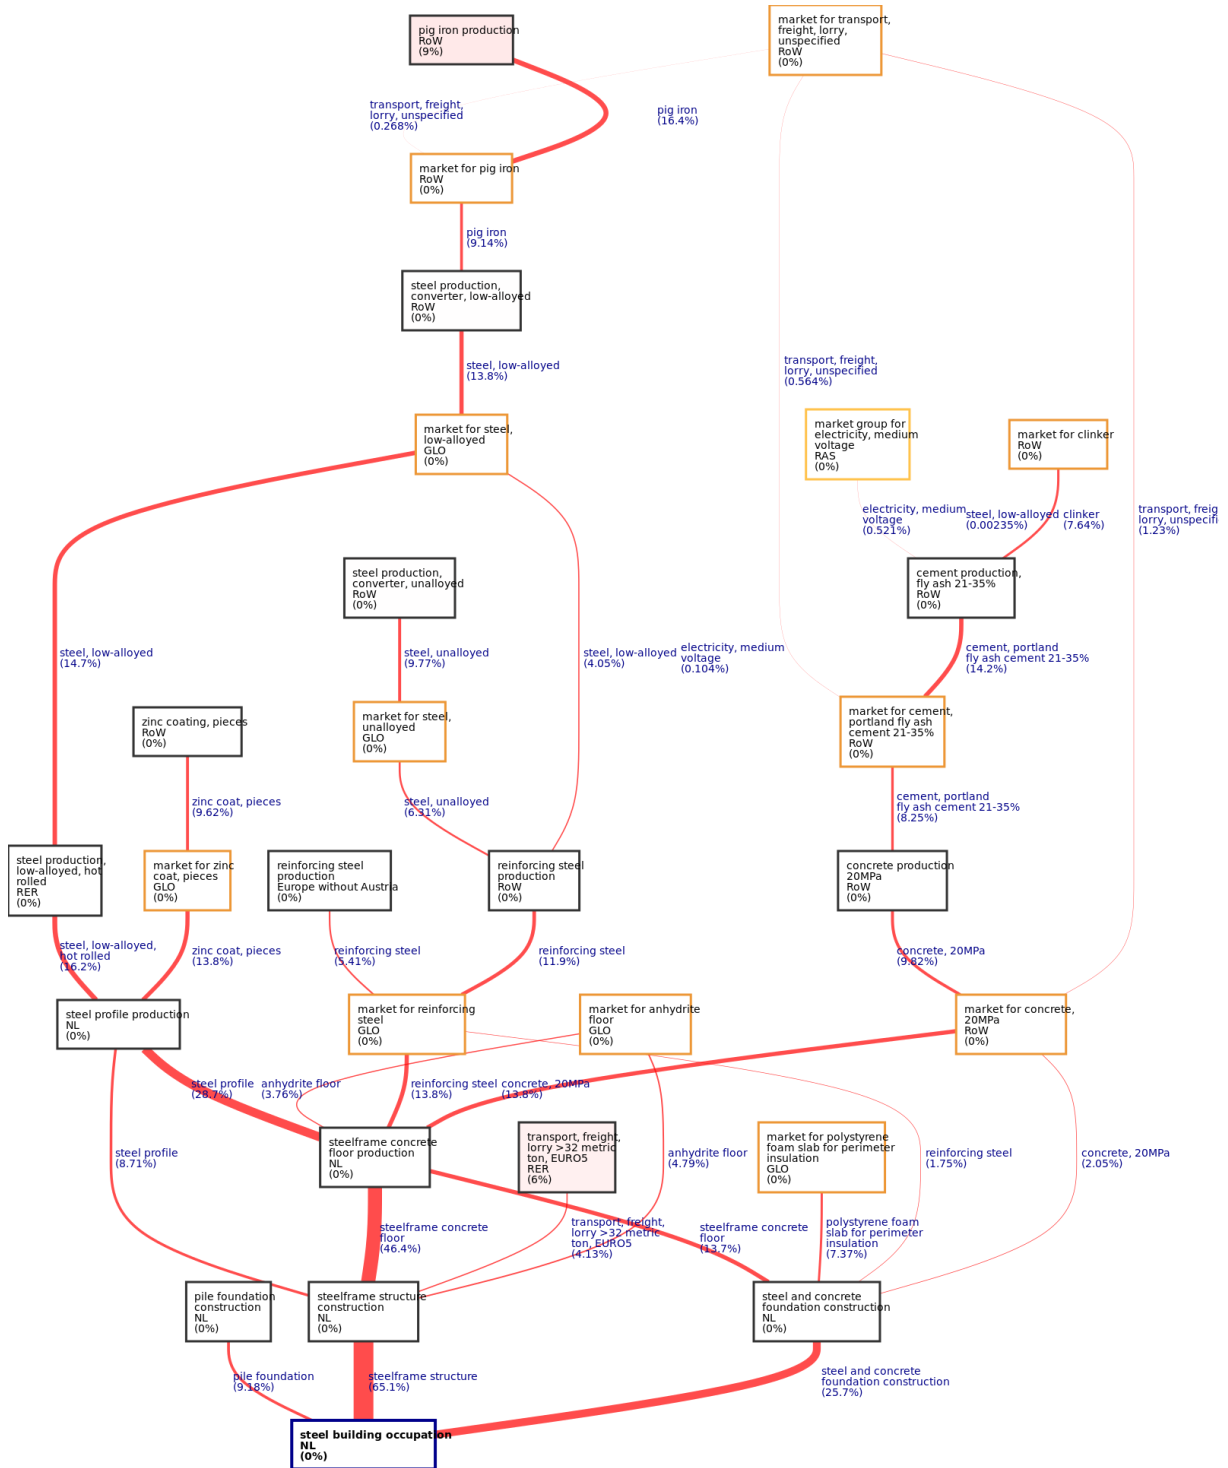 pig iron production
RoW
(9%)
market for transport,
freight, lorry,
unspecified
RoW
(0%)
transport, freight,
lorry, unspecified
(0.268%)
pig iron
(16.4%)
market for pig iron
RoW
(0%)
pig iron
(9.14%)
steel production,
converter, low-alloyed
RoW
(0%)
steel, low-alloyed
(13.8%)
transport, freight,
lorry, unspecified
(0.564%)
market for steel,
low-alloyed
GLO
(0%)
market group for
electricity, medium
voltage
RAS
(0%)
market for clinker
RoW
(0%)
electricity, medium
voltage
(0.521%)
steel, low-alloyed
(0.00235%)
clinker
(7.64%)
transport, freig
lorry, unspecifi
(1.23%)
steel production,
converter, unalloyed
RoW
(0%)
cement production,
fly ash 21-35%
RoW
(0%)
steel, low-alloyed
(14.7%)
steel, unalloyed
(9.77%)
steel, low-alloyed
(4.05%)
electricity, medium
voltage
(0.104%)
cement, portland
fly ash cement 21-35%
(14.2%)
zinc coating, pieces
RoW
(0%)
market for steel,
unalloyed
GLO
(0%)
market for cement,
portland fly ash
cement 21-35%
RoW
(0%)
zinc coat, pieces
(9.62%)
steel, unalloyed
(6.31%)
cement, portland
fly ash cement 21-35%
(8.25%)
steel production,
low-alloyed, hot
rolled
RER
(0%)
market for zinc
coat, pieces
GLO
(0%)
reinforcing steel
production
Europe without Austria
(0%)
reinforcing steel
production
RoW
(0%)
concrete production
20MPa
RoW
(0%)
steel, low-alloyed,
hot rolled
(16.2%)
zinc coat, pieces
(13.8%)
reinforcing steel
(5.41%)
reinforcing steel
(11.9%)
concrete, 20MPa
(9.82%)
steel profile production
NL
(0%)
market for reinforcing
steel
GLO
(0%)
market for anhydrite
floor
GLO
(0%)
market for concrete,
20MPa
RoW
(0%)
steel profile
(28.7%)
anhydrite floor
(3.76%)
reinforcing steel
(13.8%)
concrete, 20MPa
(13.8%)
steel profile
(8.71%)
steelframe concrete
floor production
NL
(0%)
transport, freight,
lorry >32 metric
ton, EURO5
RER
(6%)
anhydrite floor
(4.79%)
market for polystyrene
foam slab for perimeter
insulation
GLO
(0%)
reinforcing steel
(1.75%)
concrete, 20MPa
(2.05%)
steelframe concrete
floor
(46.4%)
transport, freight,
lorry >32 metric
ton, EURO5
(4.13%)
steelframe concrete
floor
(13.7%)
polystyrene foam
slab for perimeter
insulation
(7.37%)
pile foundation
construction
NL
(0%)
steelframe structure
construction
NL
(0%)
steel and concrete
foundation construction
NL
(0%)
pile foundation
(9.18%)
steelframe structure
(65.1%)
steel and concrete
foundation construction
(25.7%)
steel building occupation
NL
(0%)